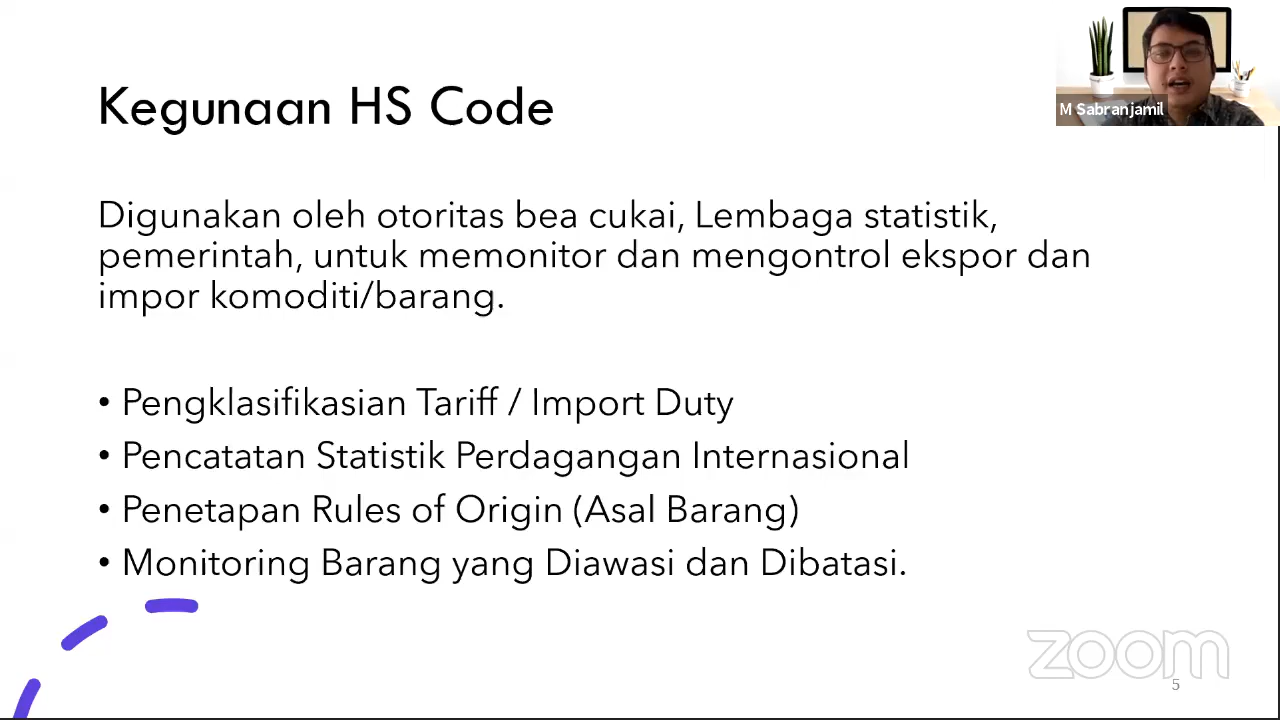 Kegunaan HS Code
M Sabranjamil
Digunakan oleh otoritas bea cukai, Lembaga statistik,
pemerintah, untuk memonitor dan mengontrol ekspor dan
impor komoditi/barang.
• Pengklasifikasian Tariff / Import Duty
• Pencatatan Statistik Perdagangan Internasional
• Penetapan Rules of Origin (Asal Barang)
• Monitoring Barang yang Diawasi dan Dibatasi.
zoom
5